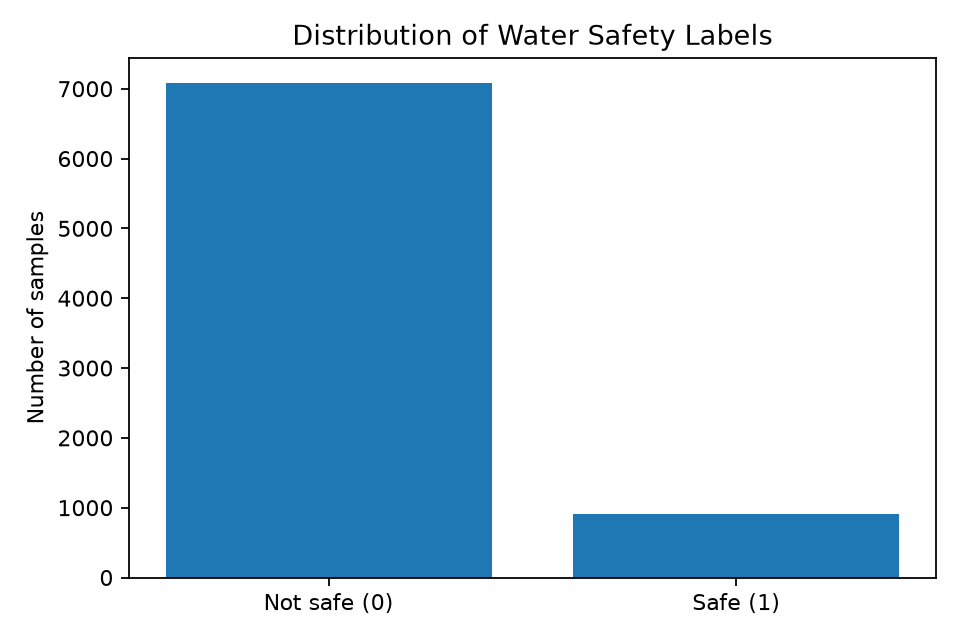 Distribution of Water Safety Labels
Number of samples
7000
6000
5000
4000
3000
2000
1000
0
Not safe (0)
Safe (1)